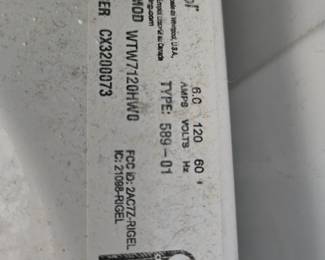 6.0 120 60
AMPS VOLTS Hz
TYPE: 589-01
FCC ID: 2AC7Z-RIGEL
IC: 21098-RIGEL
U.S.A.
MOD WTW7120HW0
ER CX3200073